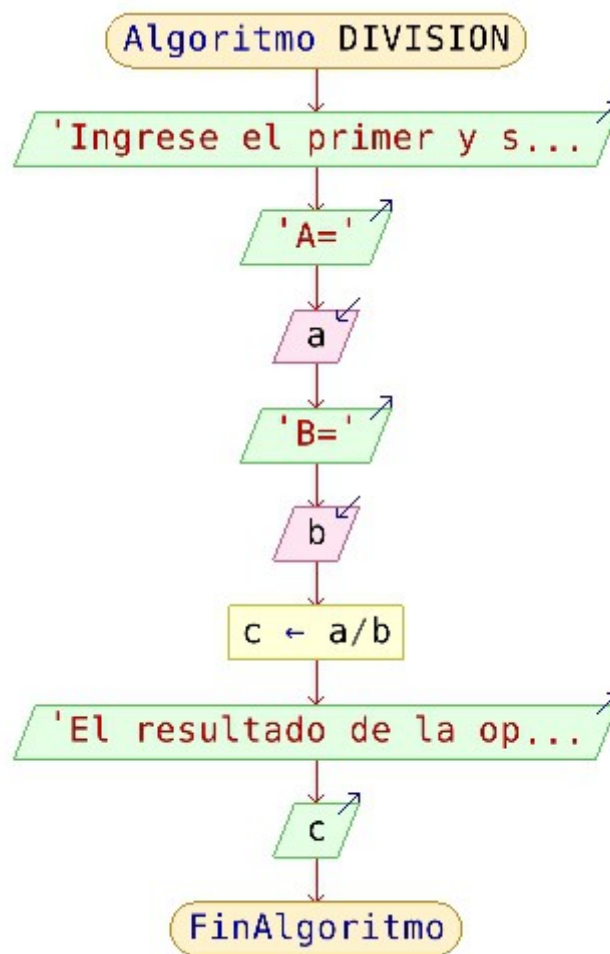 Algoritmo DIVISION
'Ingrese el primer y s...
'A='
a
'B='
b
c ← a/b
'El resultado de la op...
c
FinAlgoritmo